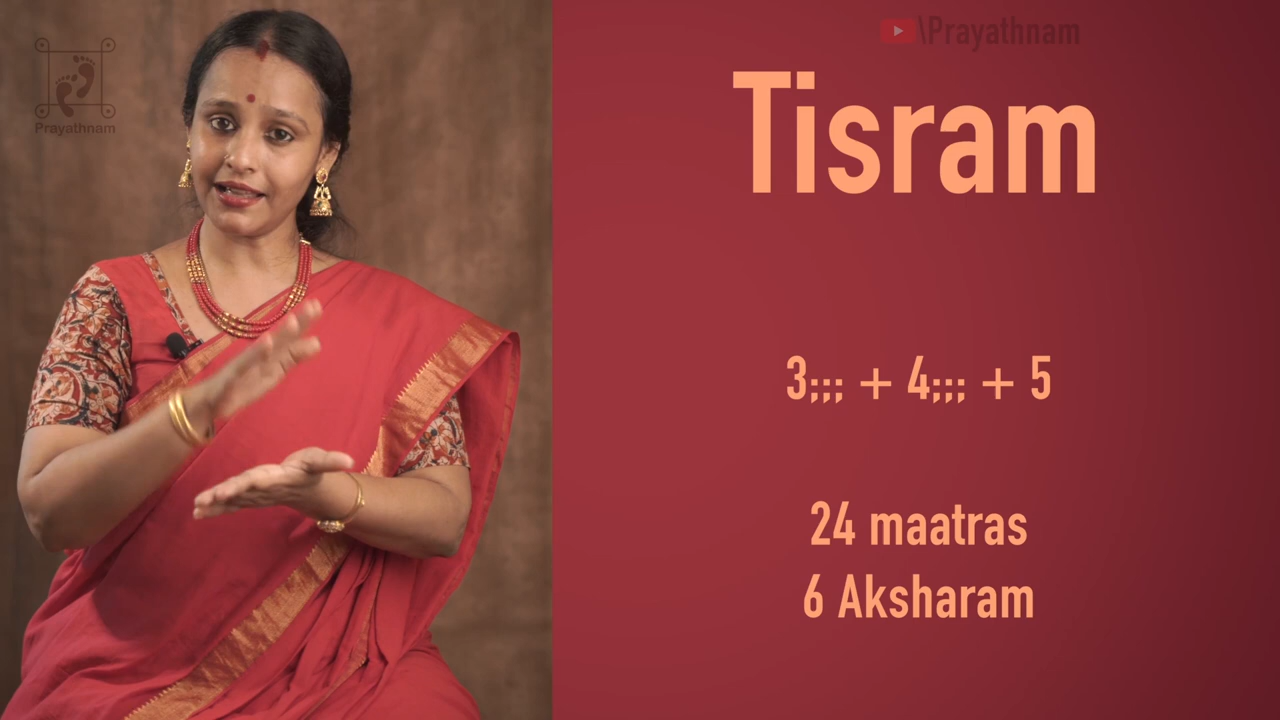 Prayathnam
\Prayathnam
Tisram
3;;; + 4;;; + 5
24 maatras
6 Aksharam